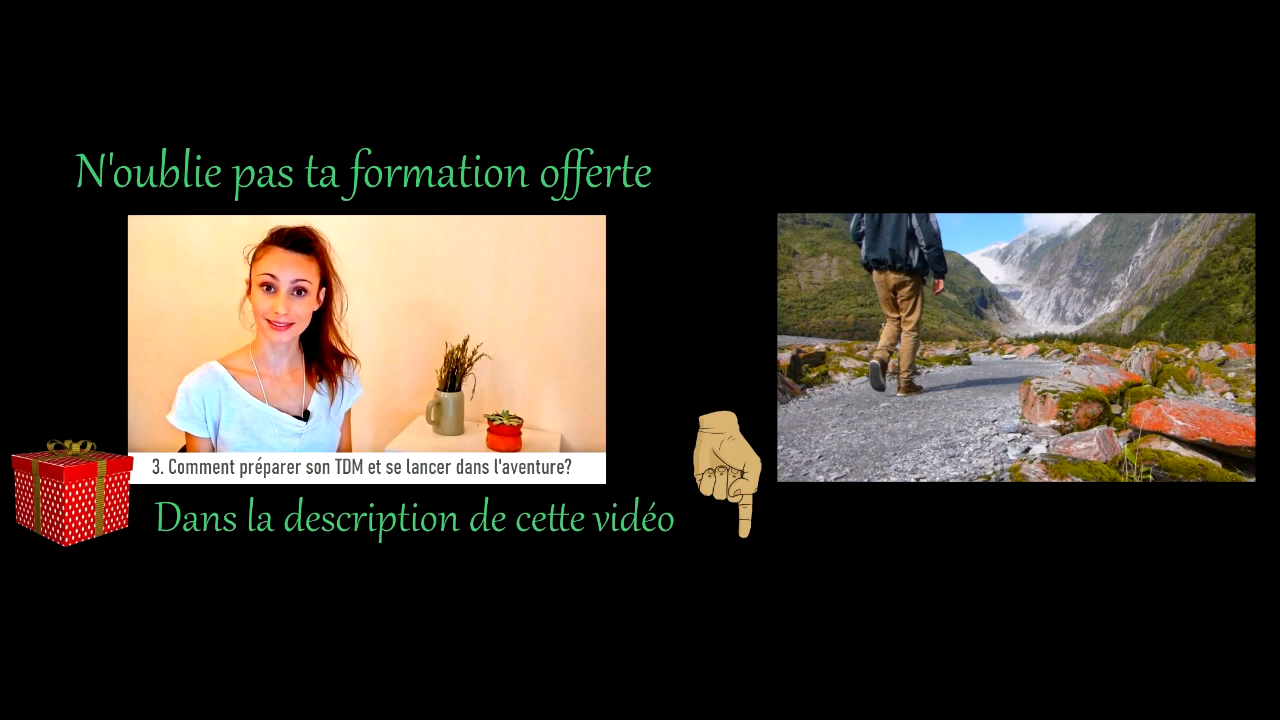 N'oublie pas ta formation offerte
3. Comment préparer son TDM et se lancer dans l'aventure?
Dans la description de cette vidéo